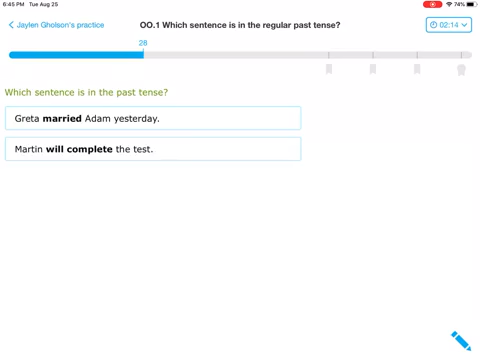 6:45 PM Tue Aug 25
74%
Jaylen Gholson's practice
OO.1 Which sentence is in the regular past tense?
02:14
28
Which sentence is in the past tense?
Greta married Adam yesterday.
Martin will complete the test.